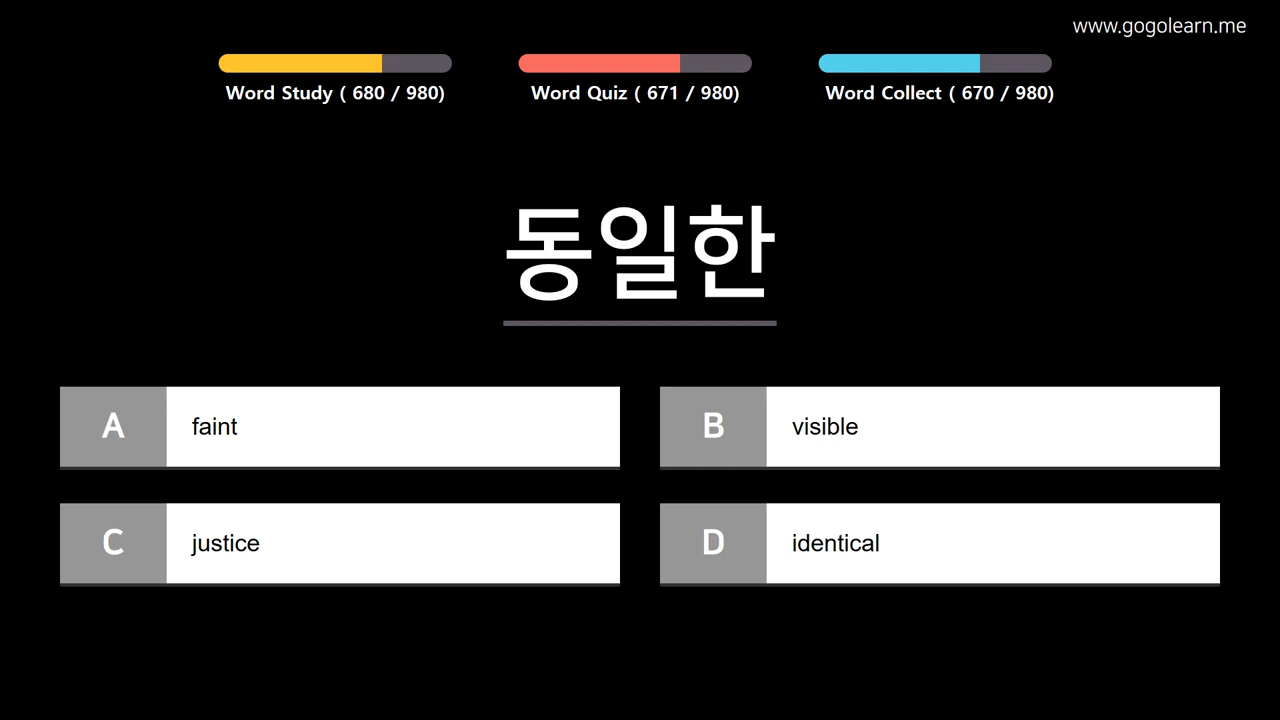 www.gogolearn.me
Word Study ( 680 / 980)
Word Quiz ( 671 / 980)
Word Collect ( 670 / 980)
동일한
A faint
B visible
C justice
D identical